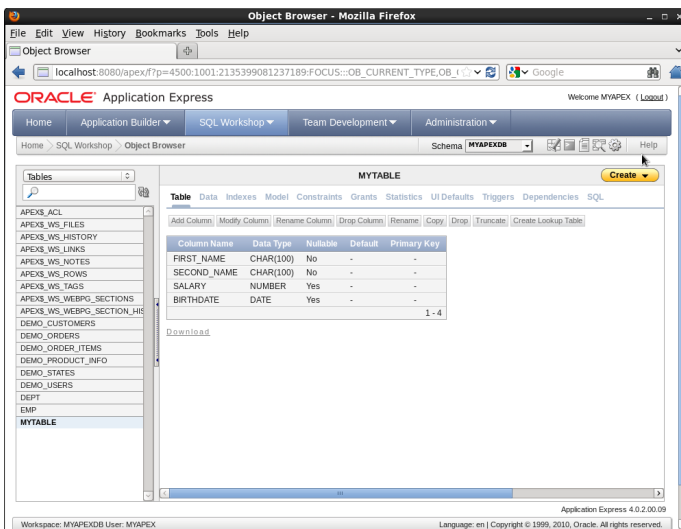 Object Browser - Mozilla Firefox
File Edit View History Bookmarks Tools Help
Object Browser
localhost:8080/apex/f?p=4500:1001:2135399081237189:FOCUS:::OB_CURRENT_TYPE,OB_(
Google
ORACLE Application Express
Welcome MYAPEX ( Logout )
Home Application Builder SQL Workshop Team Development Administration
Home SQL Workshop Object Browser
Schema MYAPEXDB
Help
Tables
MYTABLE
Create
Table Data Indexes Model Constraints Grants Statistics UI Defaults Triggers Dependencies SQL
Add Column Modify Column Rename Column Drop Column Rename Copy Drop Truncate Create Lookup Table
APEX$_ACL
APEX$_WS_FILES
APEX$_WS_HISTORY
APEX$_WS_LINKS
APEX$_WS_NOTES
APEX$_WS_ROWS
APEX$_WS_TAGS
APEX$_WS_WEBPG_SECTIONS
APEX$_WS_WEBPG_SECTION_HIS
DEMO_CUSTOMERS
DEMO_ORDERS
DEMO_ORDER_ITEMS
DEMO_PRODUCT_INFO
DEMO_STATES
DEMO_USERS
DEPT
EMP
MYTABLE
Column Name Data Type Nullable Default Primary Key
FIRST_NAME CHAR(100) No - -
SECOND_NAME CHAR(100) No - -
SALARY NUMBER Yes - -
BIRTHDATE DATE Yes - -
1 - 4
Download
Application Express 4.0.2.00.09
Workspace: MYAPEXDB User: MYAPEX
Language: en | Copyright © 1999, 2010, Oracle. All rights reserved.